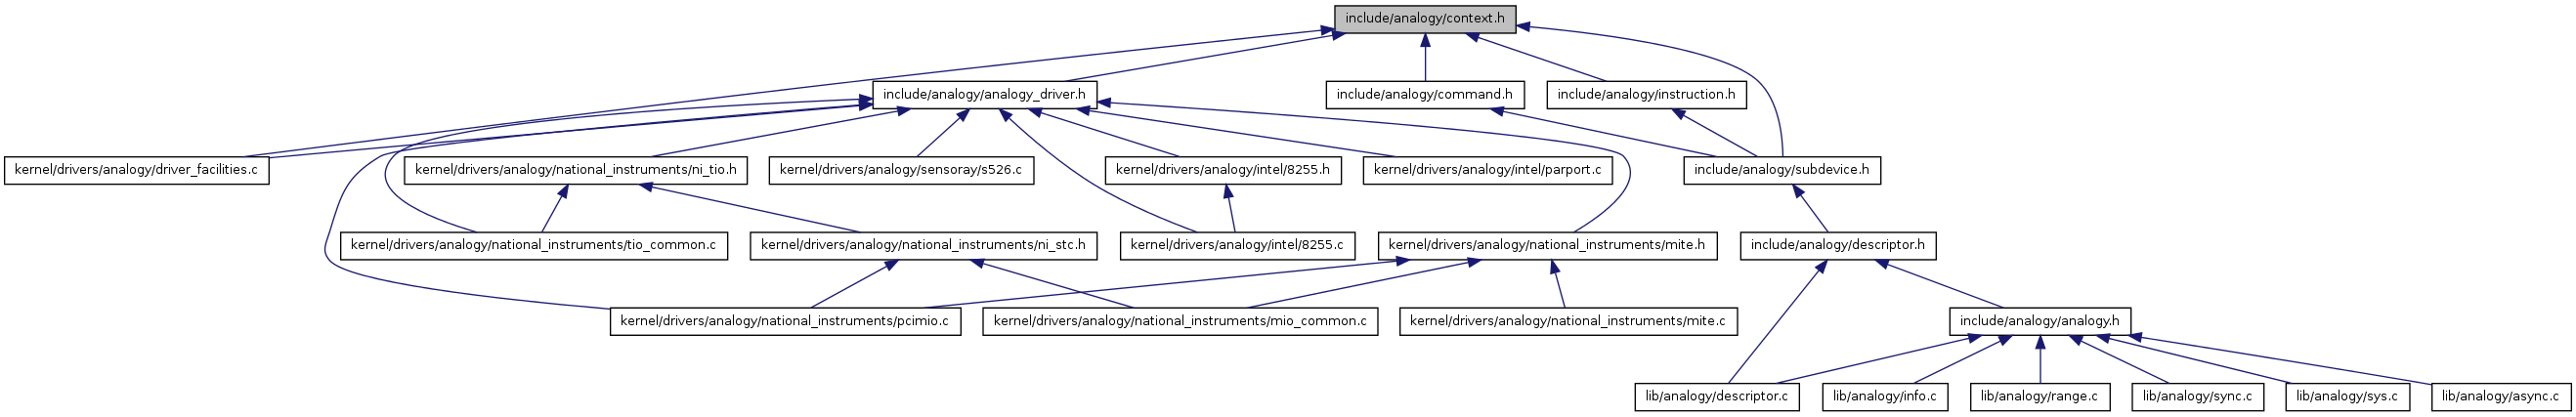 include/analogy/context.h
include/analogy/analogy_driver.h
include/analogy/command.h
include/analogy/instruction.h
kernel/drivers/analogy/driver_facilities.c
kernel/drivers/analogy/national_instruments/ni_tio.h
kernel/drivers/analogy/sensoray/s526.c
kernel/drivers/analogy/intel/8255.h
kernel/drivers/analogy/intel/parport.c
include/analogy/subdevice.h
kernel/drivers/analogy/national_instruments/tio_common.c
kernel/drivers/analogy/national_instruments/ni_stc.h
kernel/drivers/analogy/intel/8255.c
kernel/drivers/analogy/national_instruments/mite.h
include/analogy/descriptor.h
kernel/drivers/analogy/national_instruments/pcimio.c
kernel/drivers/analogy/national_instruments/mio_common.c
kernel/drivers/analogy/national_instruments/mite.c
include/analogy/analogy.h
lib/analogy/descriptor.c
lib/analogy/info.c
lib/analogy/range.c
lib/analogy/sync.c
lib/analogy/sys.c
lib/analogy/async.c